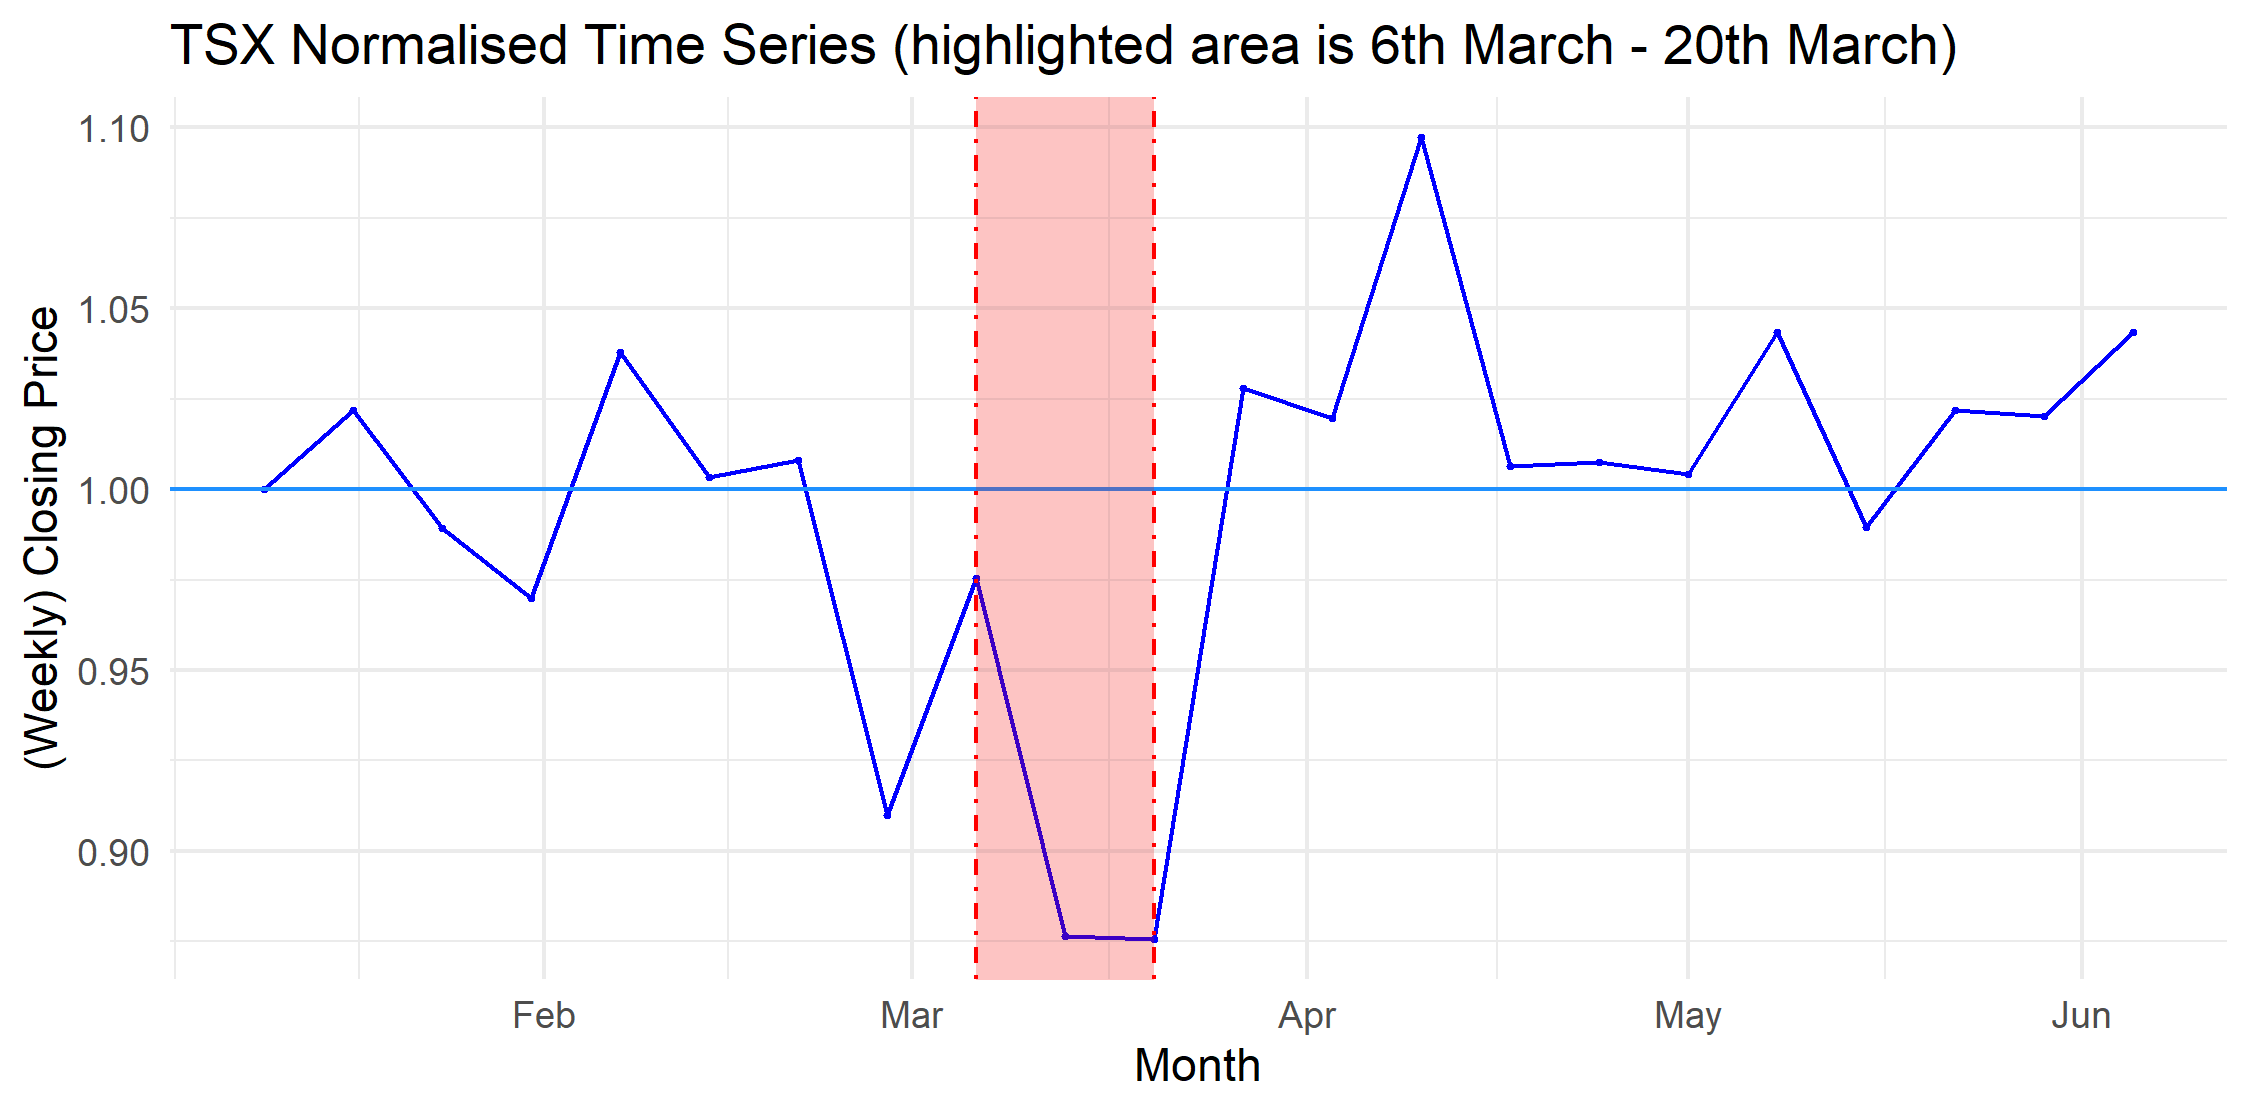 TSX Normalised Time Series (highlighted area is 6th March - 20th March)
(Weekly) Closing Price
1.10
1.05
1.00
0.95
0.90
Feb Mar Apr May Jun
Month